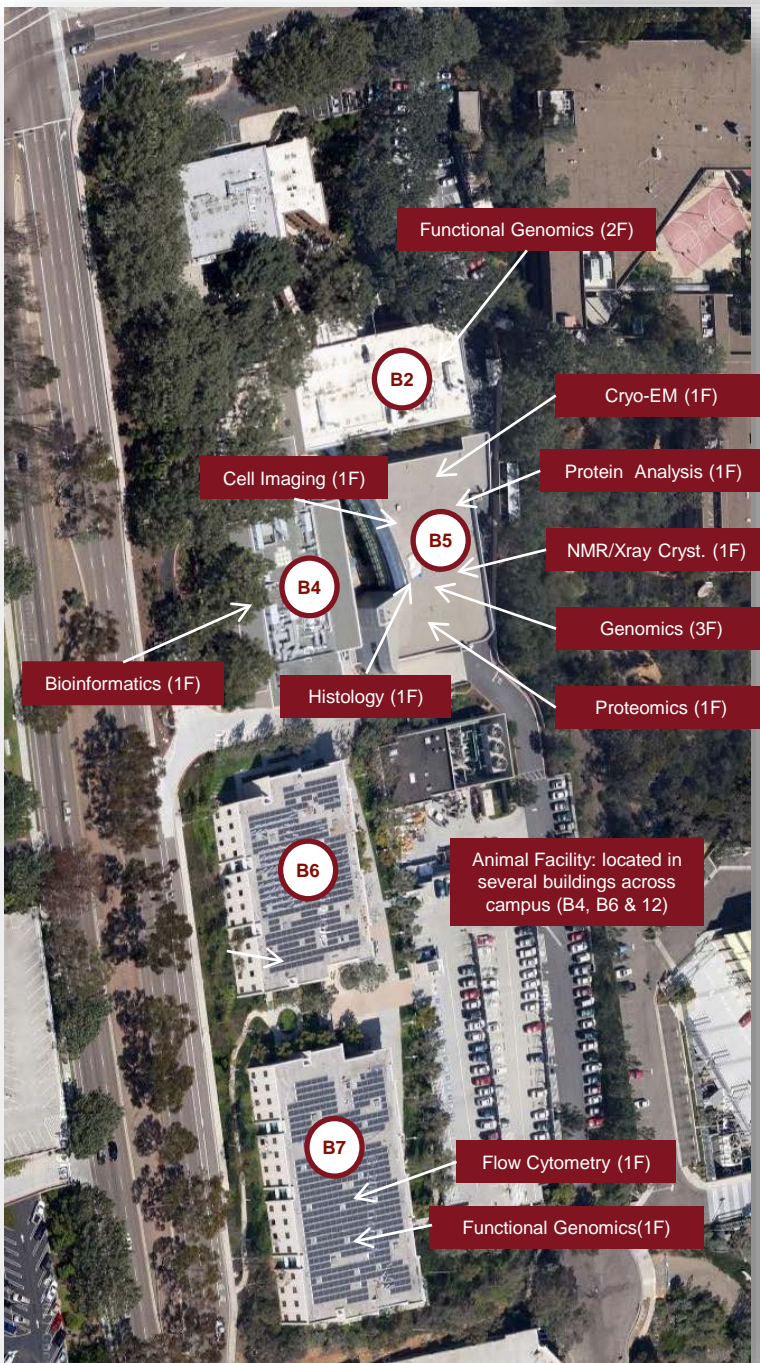 Functional Genomics (2F)
B2
Cryo-EM (1F)
Cell Imaging (1F)
Protein Analysis (1F)
B5
NMR/Xray Cryst. (1F)
B4
Genomics (3F)
Bioinformatics (1F)
Histology (1F)
Proteomics (1F)
B6
Animal Facility: located in
several buildings across
campus (B4, B6 & 12)
B7
Flow Cytometry (1F)
Functional Genomics(1F)